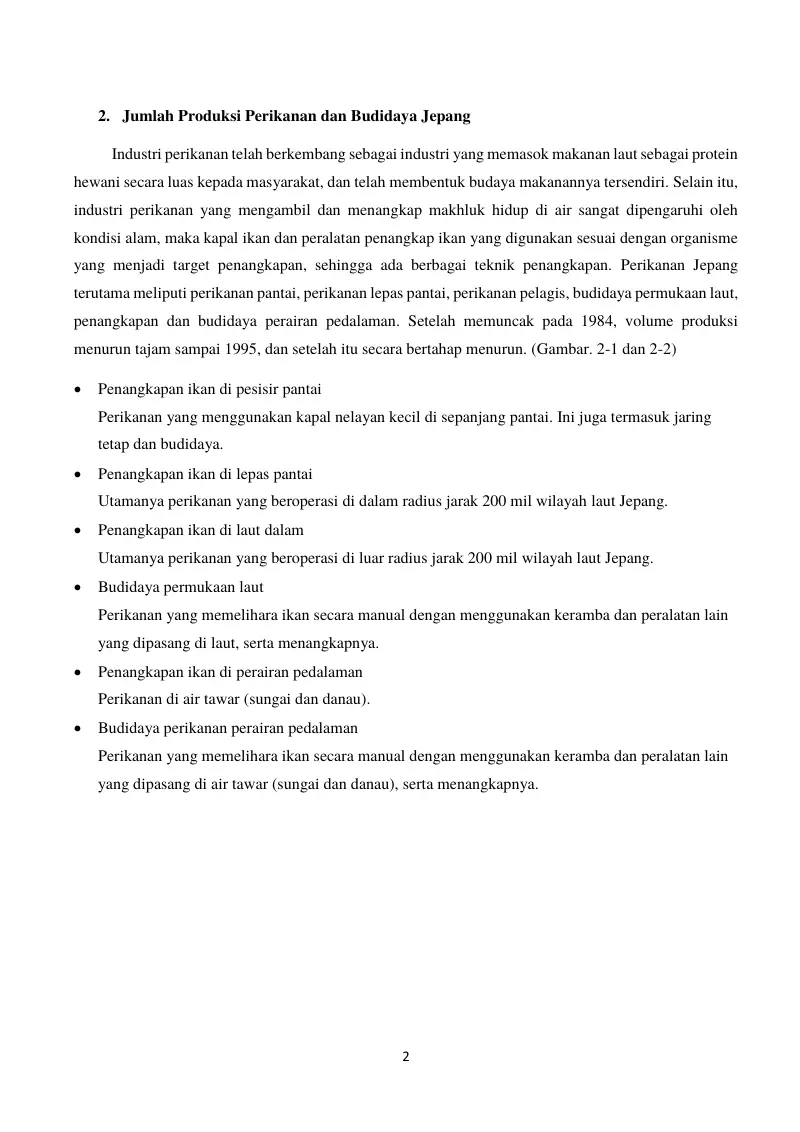 2. Jumlah Produksi Perikanan dan Budidaya Jepang
Industri perikanan telah berkembang sebagai industri yang memasok makanan laut sebagai protein
hewani secara luas kepada masyarakat, dan telah membentuk budaya makanannya tersendiri. Selain itu,
industri perikanan yang mengambil dan menangkap makhluk hidup di air sangat dipengaruhi oleh
kondisi alam, maka kapal ikan dan peralatan penangkap ikan yang digunakan sesuai dengan organisme
yang menjadi target penangkapan, sehingga ada berbagai teknik penangkapan. Perikanan Jepang
terutama meliputi perikanan pantai, perikanan lepas pantai, perikanan pelagis, budidaya permukaan laut,
penangkapan dan budidaya perairan pedalaman. Setelah memuncak pada 1984, volume produksi
menurun tajam sampai 1995, dan setelah itu secara bertahap menurun. (Gambar. 2-1 dan 2-2)
• Penangkapan ikan di pesisir pantai
Perikanan yang menggunakan kapal nelayan kecil di sepanjang pantai. Ini juga termasuk jaring
tetap dan budidaya.
• Penangkapan ikan di lepas pantai
Utamanya perikanan yang beroperasi di dalam radius jarak 200 mil wilayah laut Jepang.
• Penangkapan ikan di laut dalam
Utamanya perikanan yang beroperasi di luar radius jarak 200 mil wilayah laut Jepang.
• Budidaya permukaan laut
Perikanan yang memelihara ikan secara manual dengan menggunakan keramba dan peralatan lain
yang dipasang di laut, serta menangkapnya.
• Penangkapan ikan di perairan pedalaman
Perikanan di air tawar (sungai dan danau).
• Budidaya perikanan perairan pedalaman
Perikanan yang memelihara ikan secara manual dengan menggunakan keramba dan peralatan lain
yang dipasang di air tawar (sungai dan danau), serta menangkapnya.
2